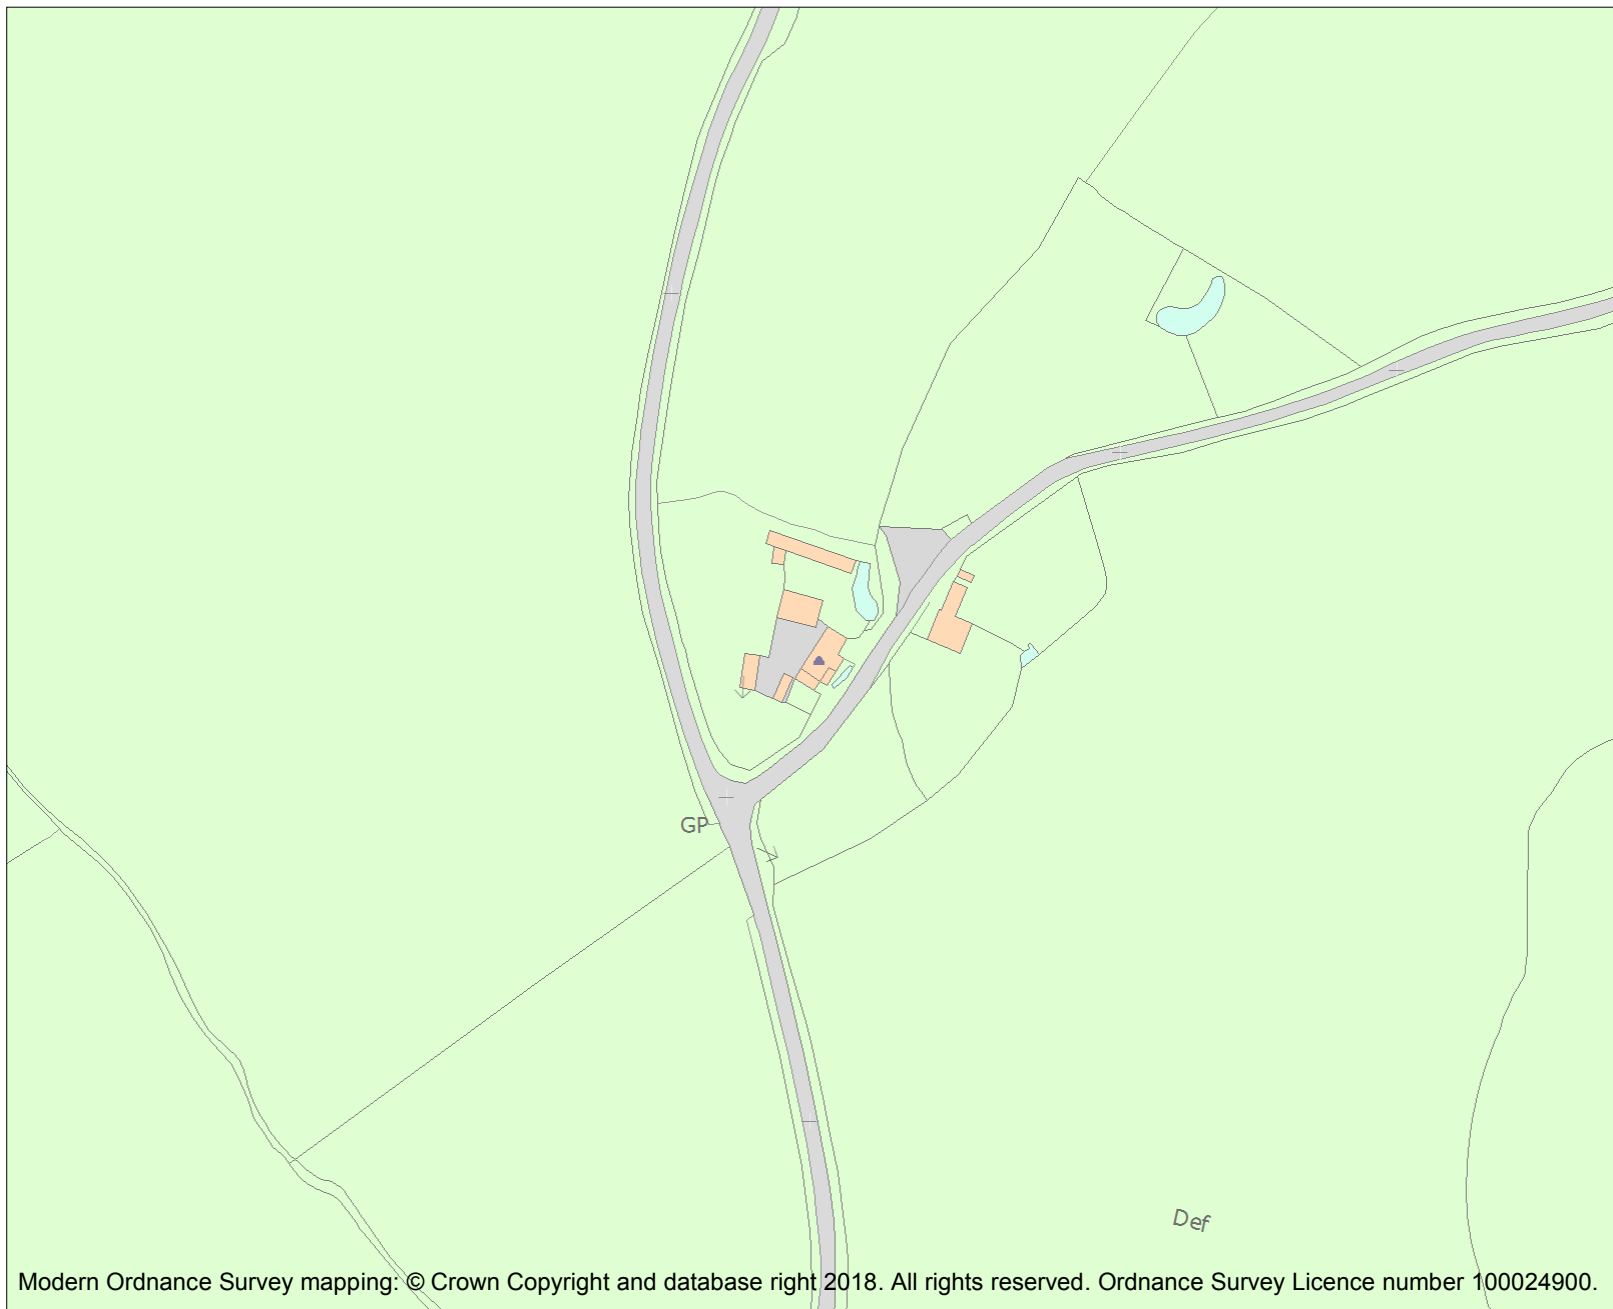 GP
Def
Modern Ordnance Survey mapping: © Crown Copyright and database right 2018. All rights reserved. Ordnance Survey Licence number 100024900.